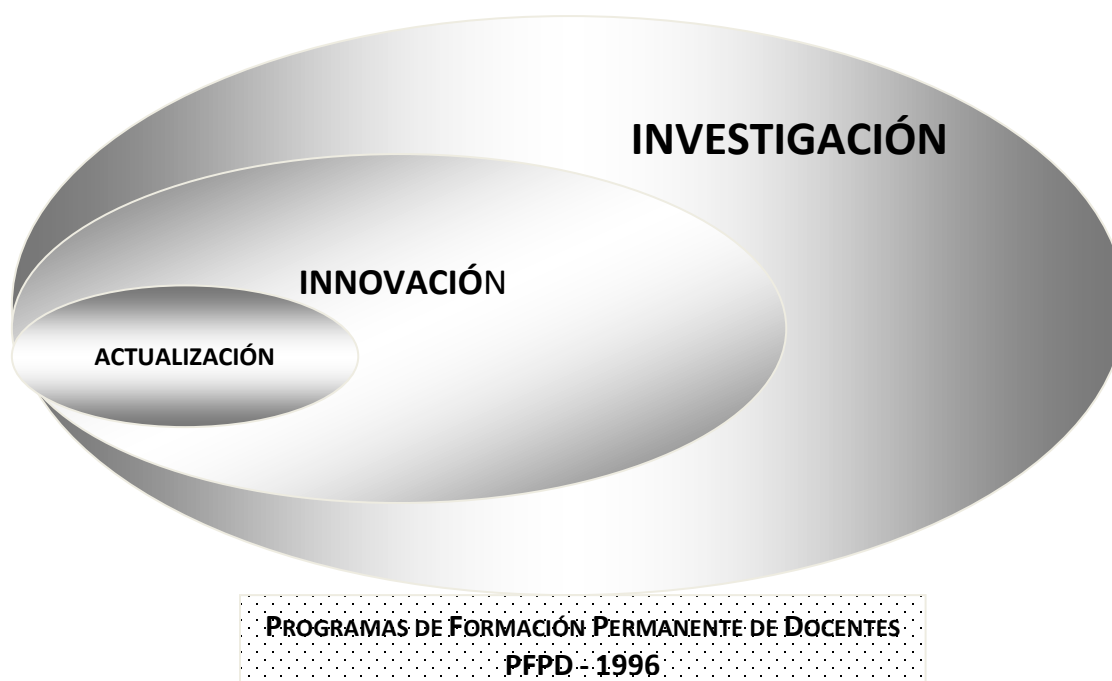 INVESTIGACIÓN
INNOVACIÓN
ACTUALIZACIÓN
PROGRAMAS DE FORMACIÓN PERMANENTE DE DOCENTES
PFPD - 1996